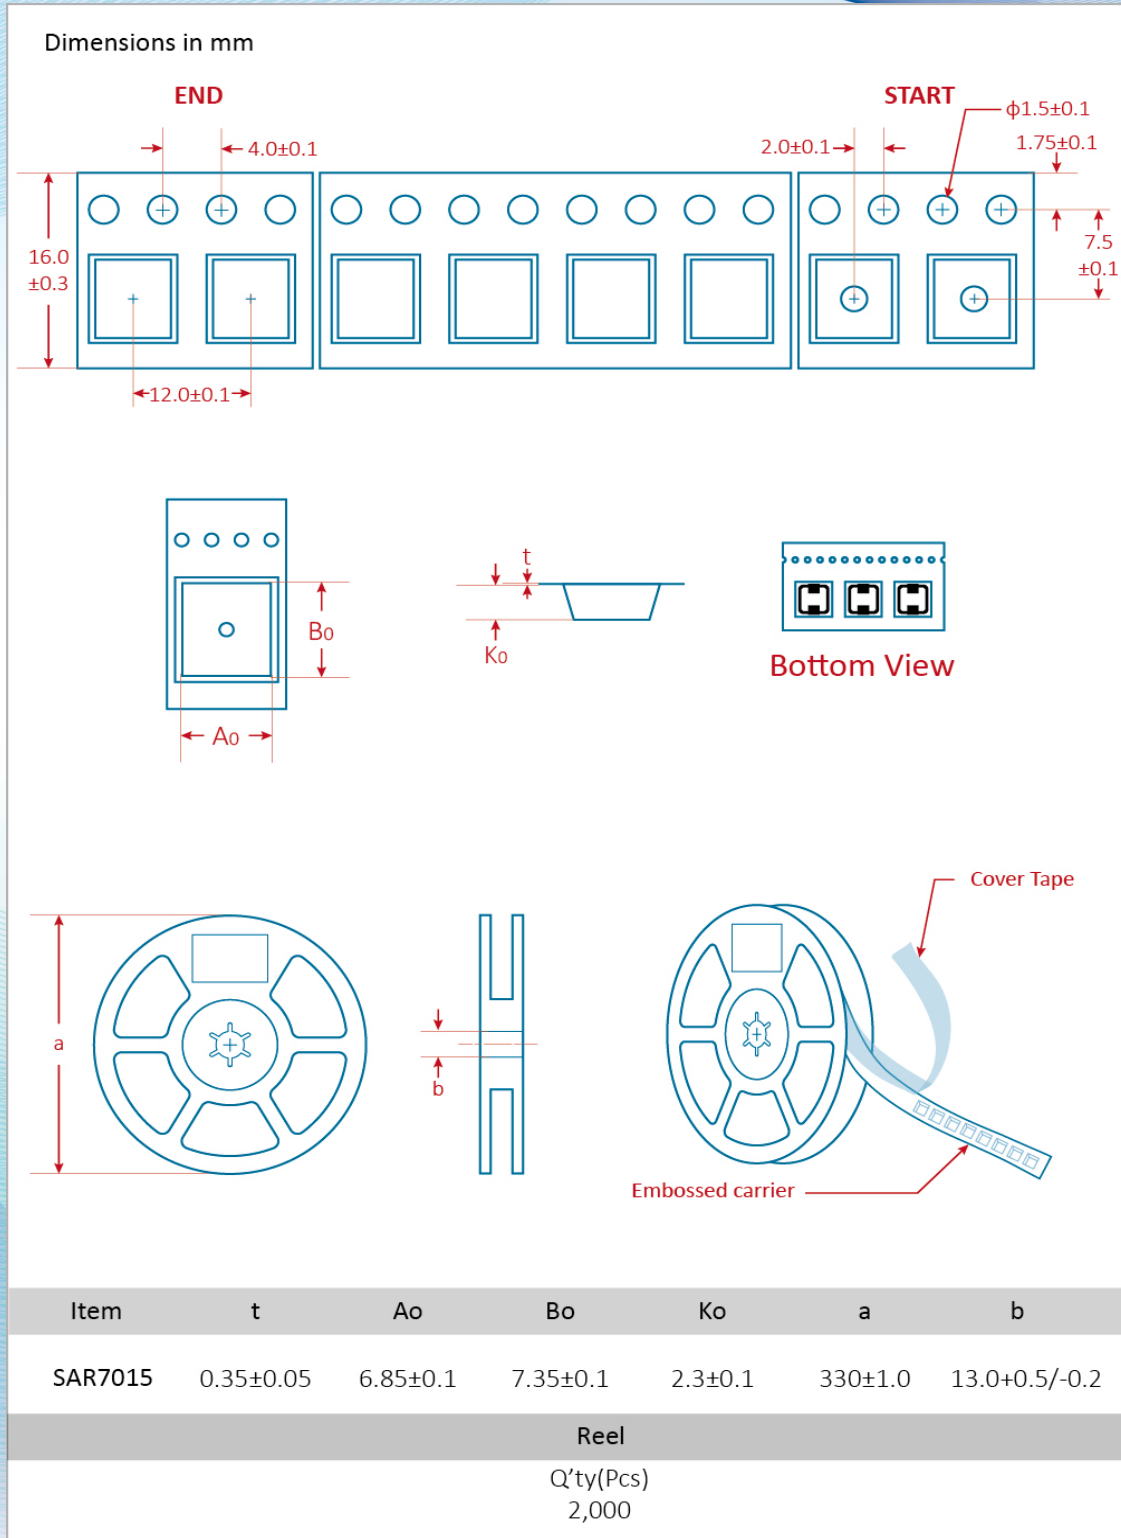 Dimensions in mm
END
START
ϕ1.5±0.1
4.0±0.1
2.0±0.1
1.75±0.1
16.0
±0.3
7.5
±0.1
12.0±0.1
t
B0
K0
A0
Bottom View
Cover Tape
a
b
Embossed carrier
Item t Ao Bo Ko a b
SAR7015 0.35±0.05 6.85±0.1 7.35±0.1 2.3±0.1 330±1.0 13.0+0.5/-0.2
Reel
Q’ty(Pcs)
2,000